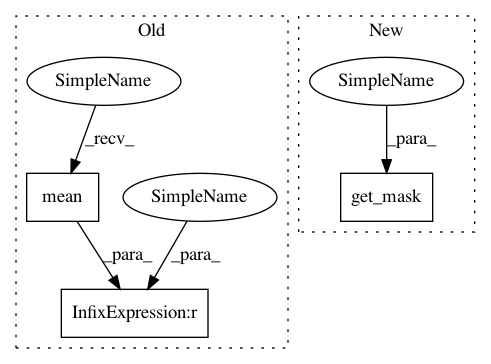 Old
New
SimpleName
SimpleName
_recv_
_para_
mean
SimpleName
get_mask
_para_
_para_
InfixExpression:r